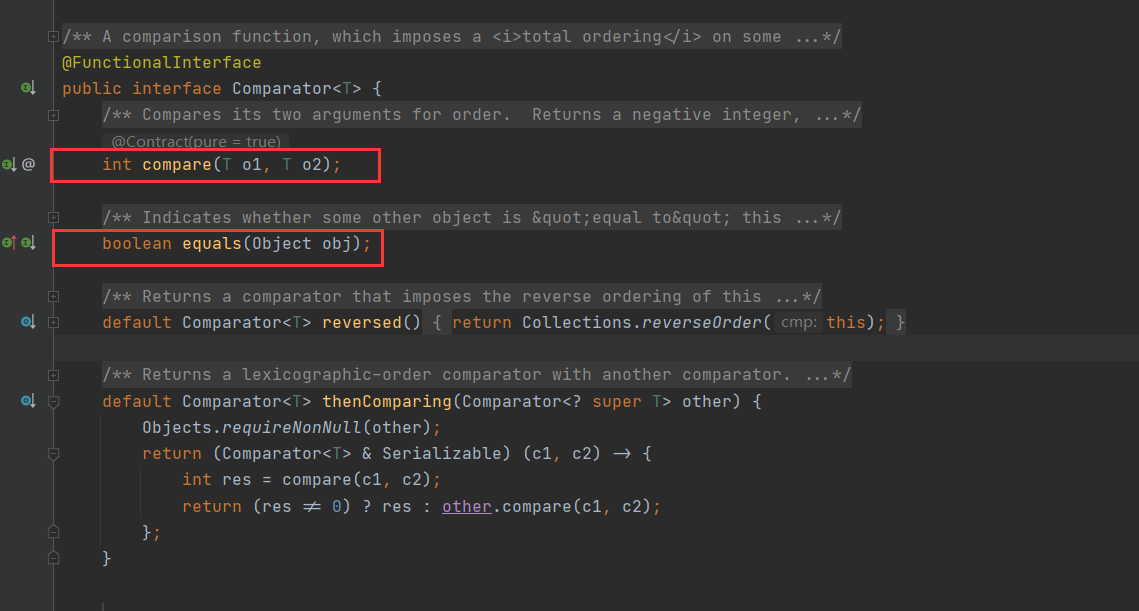 /** A comparison function, which imposes a <i>total ordering</i> on some ...*/
@FunctionalInterface
public interface Comparator<T> {
/** Compares its two arguments for order.  Returns a negative integer, ...*/
@Contract(pure = true)
int compare(T o1, T o2);
/** Indicates whether some other object is &quot;equal to&quot; this ...*/
boolean equals(Object obj);
/** Returns a comparator that imposes the reverse ordering of this ...*/
default Comparator<T> reversed() { return Collections.reverseOrder( cmp: this); }
/** Returns a lexicographic-order comparator with another comparator. ...*/
default Comparator<T> thenComparing(Comparator<? super T> other) {
Objects.requireNonNull(other);
return (Comparator<T> & Serializable) (c1, c2) -> {
int res = compare(c1, c2);
return (res != 0) ? res : other.compare(c1, c2);
};
}